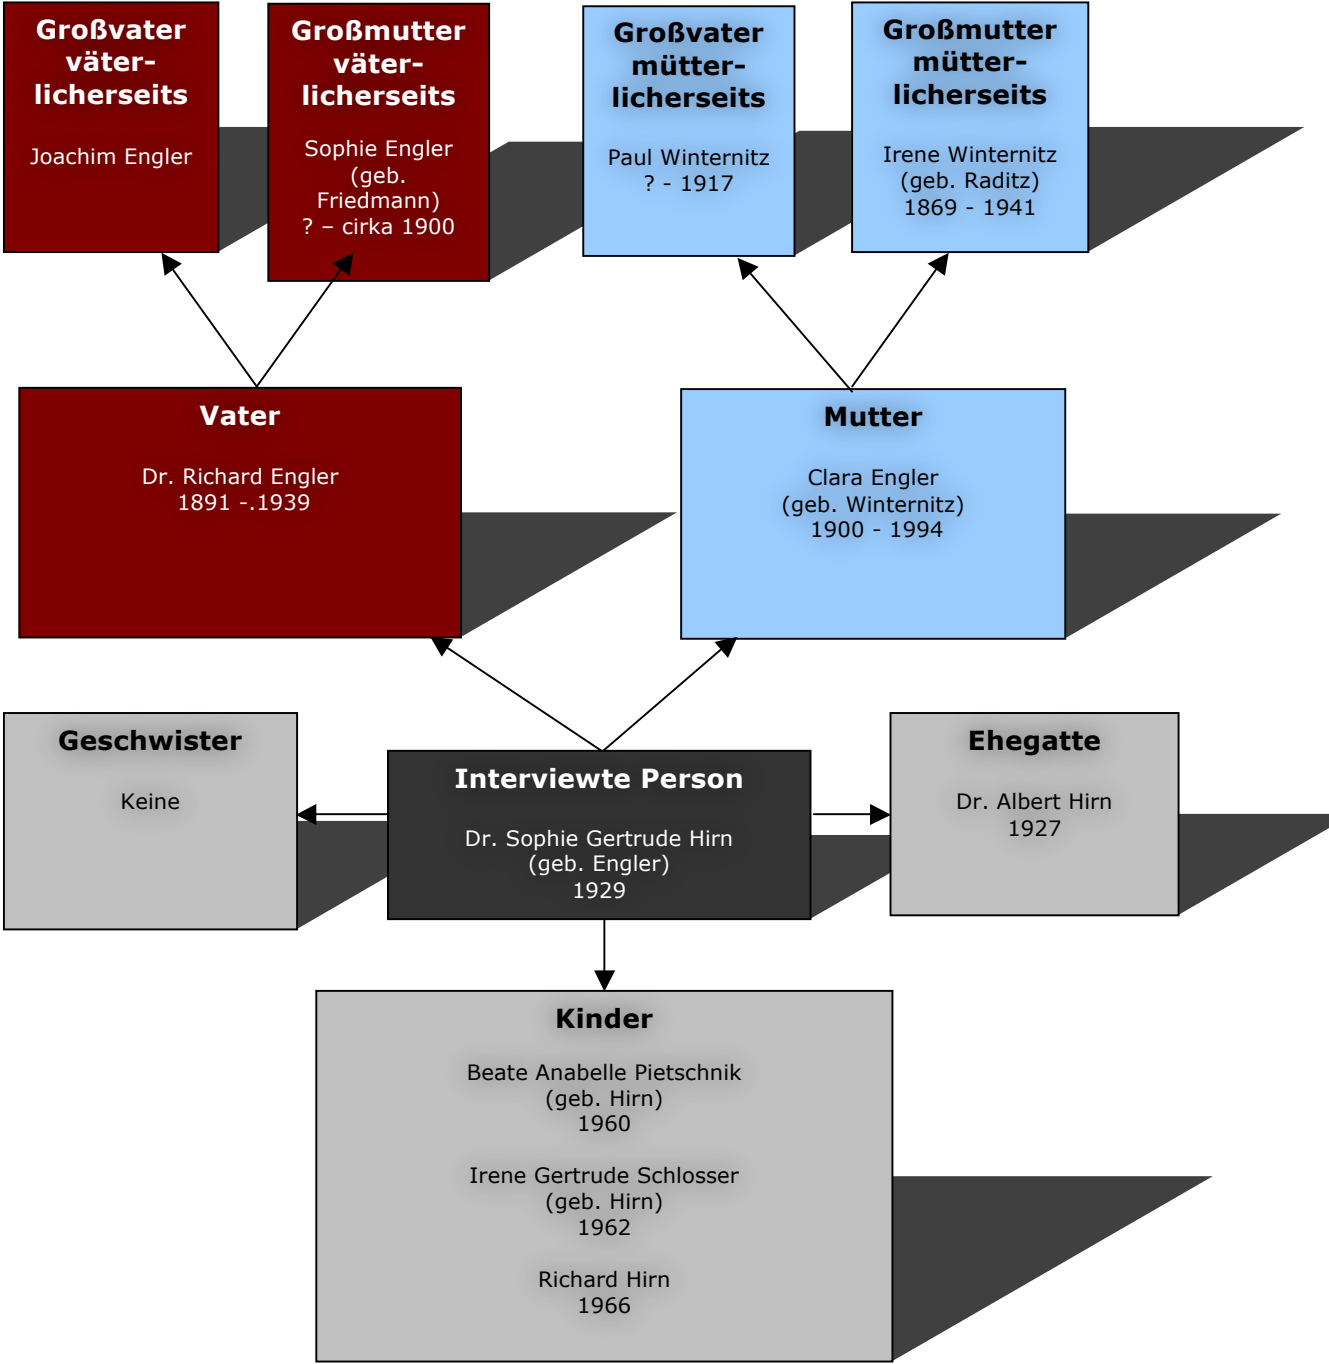 Großvater
väter-
licherseits
Joachim Engler
Großmutter
väter-
licherseits
Sophie Engler
(geb.
Friedmann)
? – cirka 1900
Großvater
mütter-
licherseits
Paul Winternitz
? - 1917
Großmutter
mütter-
licherseits
Irene Winternitz
(geb. Raditz)
1869 - 1941
Vater
Dr. Richard Engler
1891 -.1939
Mutter
Clara Engler
(geb. Winternitz)
1900 - 1994
Geschwister
Keine
Interviewte Person
Dr. Sophie Gertrude Hirn
(geb. Engler)
1929
Ehegatte
Dr. Albert Hirn
1927
Kinder
Beate Anabelle Pietschnik
(geb. Hirn)
1960
Irene Gertrude Schlosser
(geb. Hirn)
1962
Richard Hirn
1966